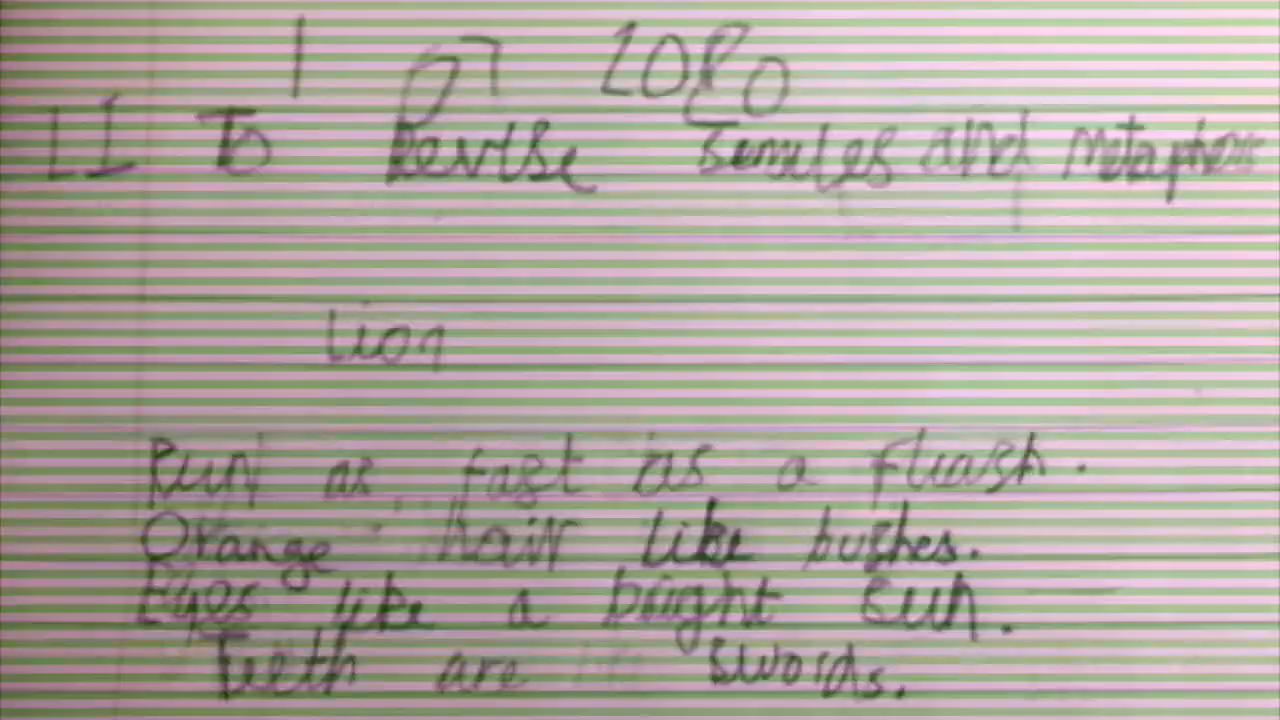 LI To Revise Semiles and metaphors
Lion
Run as fast as a flash.
Orange hair like bushes.
Eyes like a bright sun.
Teeth are swords.